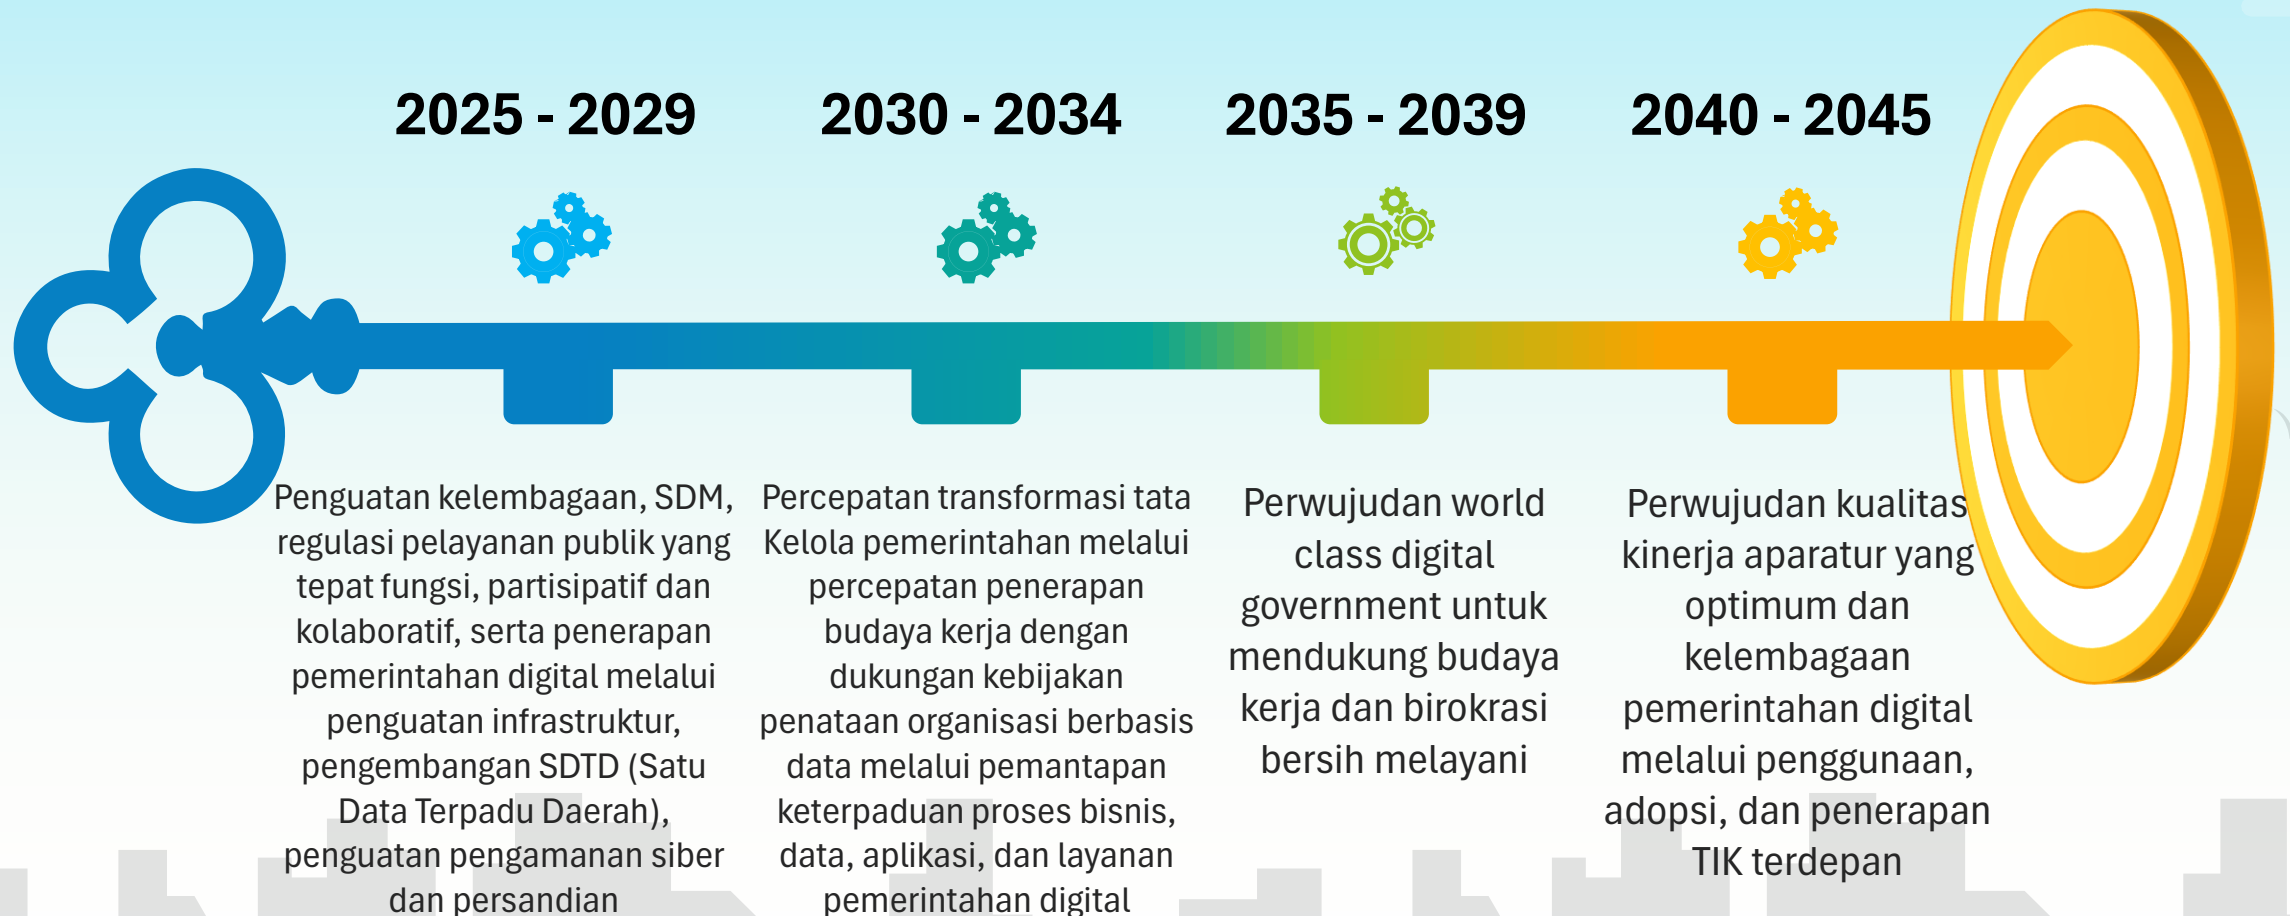 2025 - 2029
Penguatan kelembagaan, SDM,
regulasi pelayanan publik yang
tepat fungsi, partisipatif dan
kolaboratif, serta penerapan
pemerintahan digital melalui
penguatan infrastruktur,
pengembangan SDTD (Satu
Data Terpadu Daerah),
penguatan pengamanan siber
dan persandian
2030 - 2034
Percepatan transformasi tata
Kelola pemerintahan melalui
percepatan penerapan
budaya kerja dengan
dukungan kebijakan
penataan organisasi berbasis
data melalui pemantapan
keterpaduan proses bisnis,
data, aplikasi, dan layanan
pemerintahan digital
2035 - 2039
Perwujudan world
class digital
government untuk
mendukung budaya
kerja dan birokrasi
bersih melayani
2040 - 2045
Perwujudan kualitas
kinerja aparatur yang
optimum dan
kelembagaan
pemerintahan digital
melalui penggunaan,
adopsi, dan penerapan
TIK terdepan